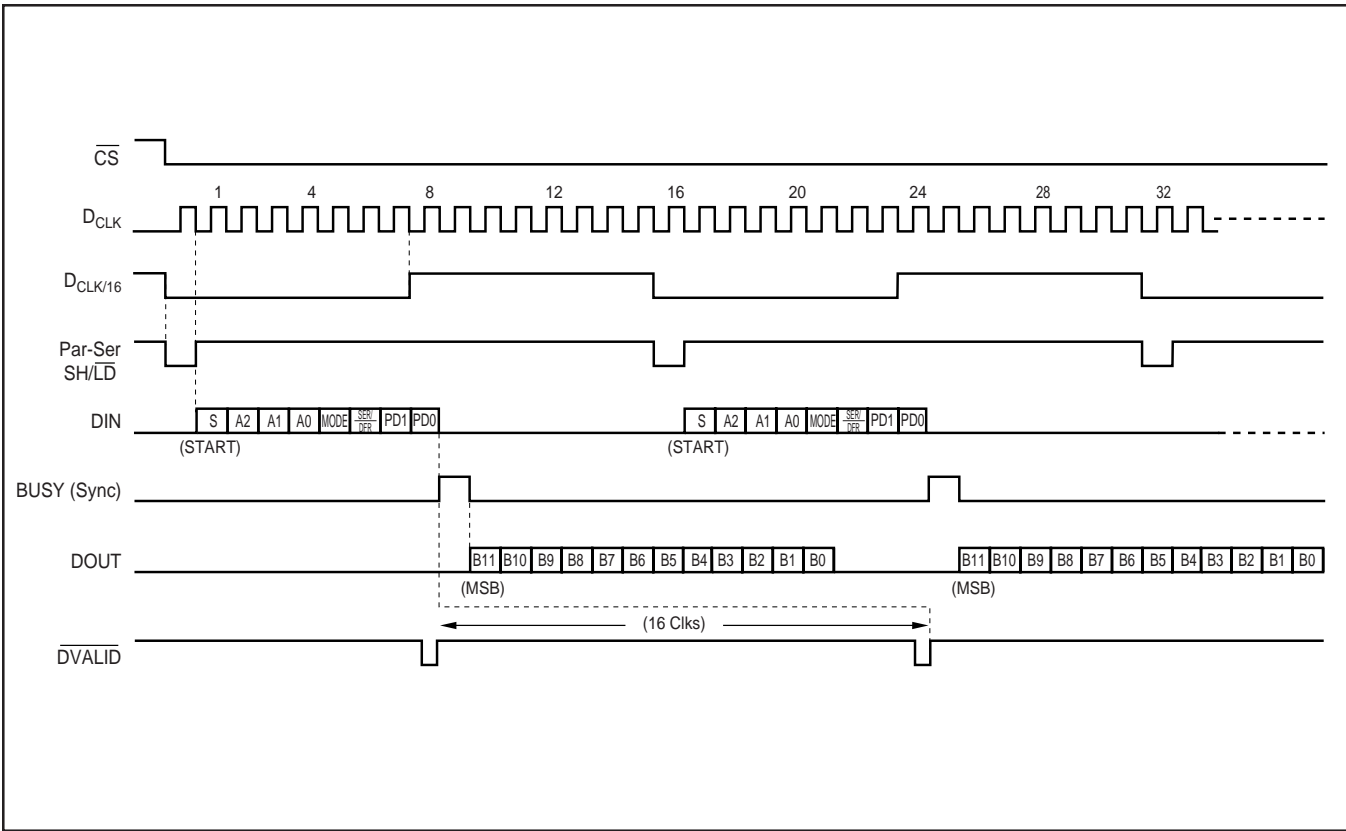 CS
1 4 8 12 16 20 24 28 32
DCLK
DCLK/16
Par-Ser
SH/LD
DIN S A2 A1 A0 MODE SER/DFR PD1 PD0 S A2 A1 A0 MODE SER/DFR PD1 PD0
(START) (START)
BUSY (Sync)
DOUT B11 B10 B9 B8 B7 B6 B5 B4 B3 B2 B1 B0 B11 B10 B9 B8 B7 B6 B5 B4 B3 B2 B1 B0
(MSB) (MSB)
(16 Clks)
DVALID